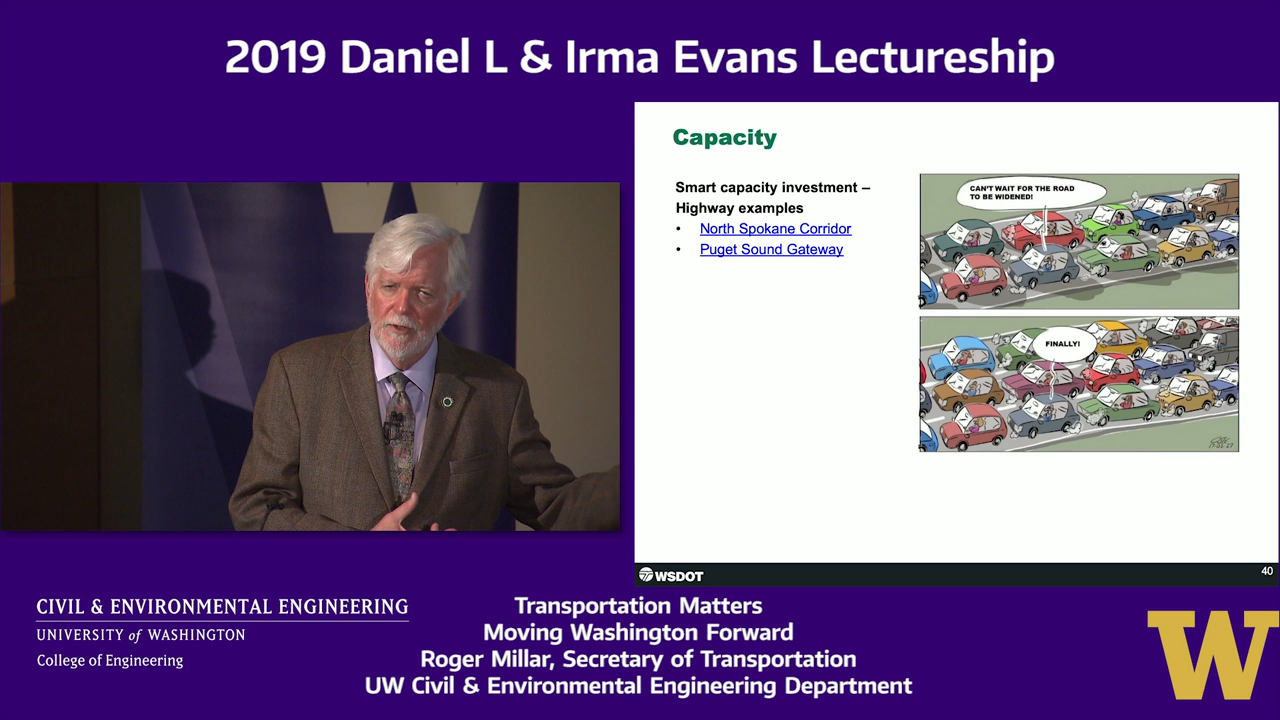 2019 Daniel L & Irma Evans Lectureship
Capacity
Smart capacity investment –
Highway examples
• North Spokane Corridor
• Puget Sound Gateway
CAN'T WAIT FOR THE ROAD
TO BE WIDENED!
FINALLY!
WSDOT
40
CIVIL & ENVIRONMENTAL ENGINEERING
UNIVERSITY of WASHINGTON
College of Engineering
Transportation Matters
Moving Washington Forward
Roger Millar, Secretary of Transportation
UW Civil & Environmental Engineering Department
W